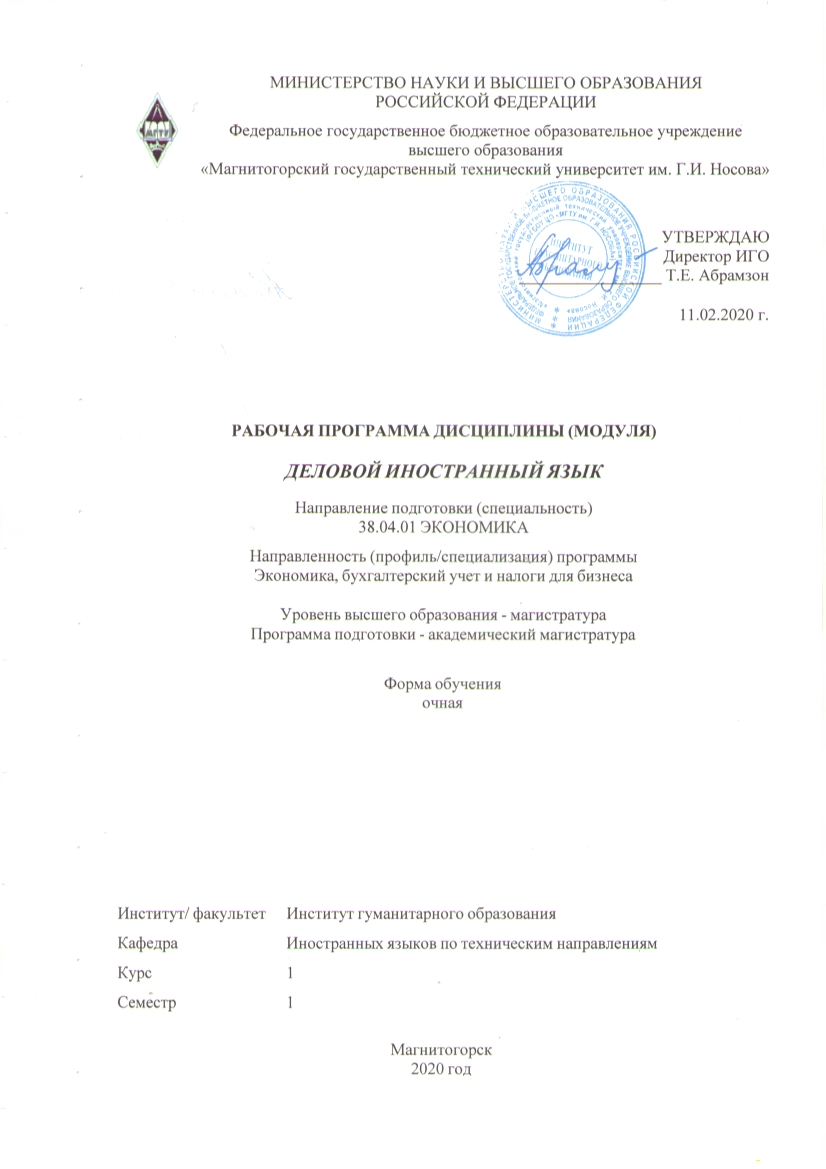 МИНИСТЕРСТВО НАУКИ И ВЫСШЕГО ОБРАЗОВАНИЯ
РОССИЙСКОЙ ФЕДЕРАЦИИ
Федеральное государственное бюджетное образовательное учреждение
высшего образования
«Магнитогорский государственный технический университет им. Г.И. Носова»
МГТУ
УТВЕРЖДАЮ
Директор ИГО
Т.Е. Абрамзон
11.02.2020 г.
РАБОЧАЯ ПРОГРАММА ДИСЦИПЛИНЫ (МОДУЛЯ)
ДЕЛОВОЙ ИНОСТРАННЫЙ ЯЗЫК
Направление подготовки (специальность)
38.04.01 ЭКОНОМИКА
Направленность (профиль/специализация) программы
Экономика, бухгалтерский учет и налоги для бизнеса
Уровень высшего образования - магистратура
Программа подготовки - академический магистратура
Форма обучения
очная
Институт/ факультет Институт гуманитарного образования
Кафедра Иностранных языков по техническим направлениям
Курс 1
Семестр 1
Магнитогорск
2020 год